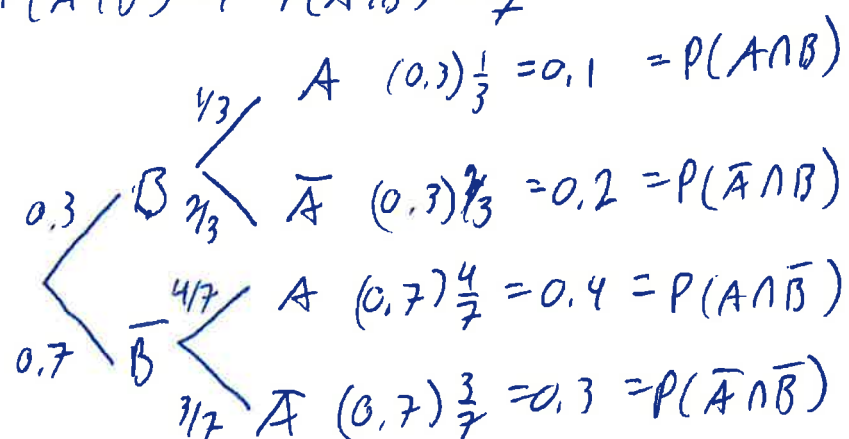 1/3 A (0.3) 1/3 = 0.1 = P(A∩B)
0.3 B 2/3 A̅ (0.3) 2/3 = 0.2 = P(A̅∩B)
4/7 A (0.7) 4/7 = 0.4 = P(A∩B̅)
0.7 B̅
3/7 A̅ (0.7) 3/7 = 0.3 = P(A̅∩B̅)